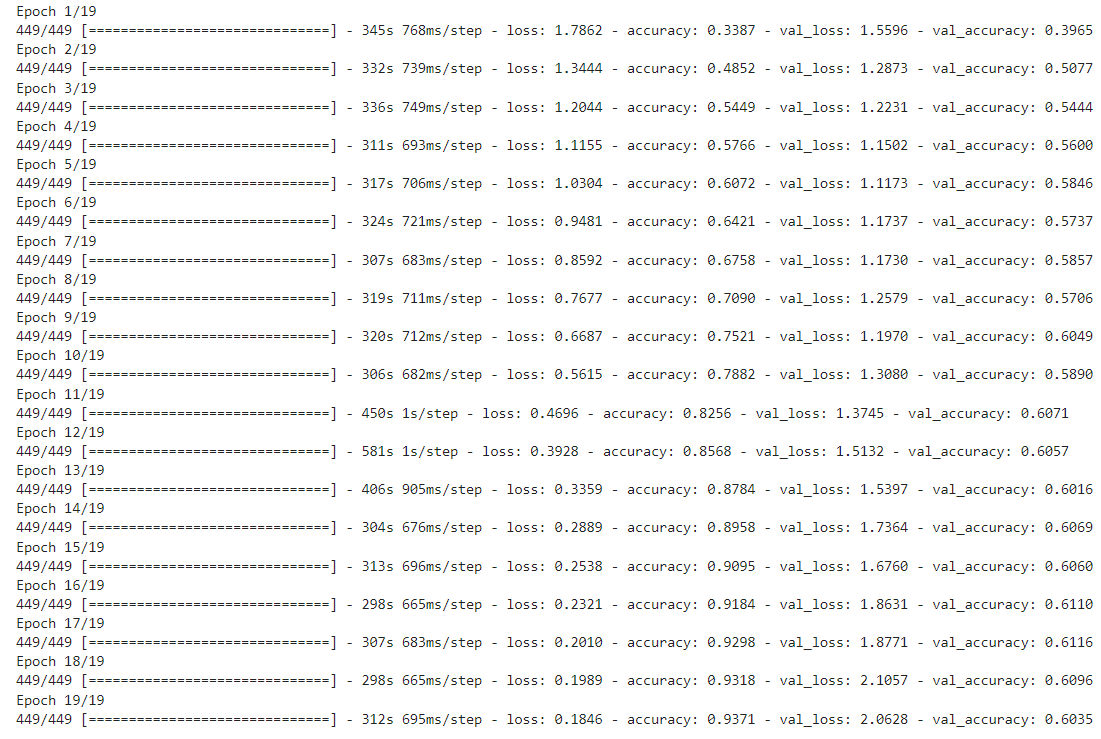 Epoch 1/19
449/449 [==============================] - 345s 768ms/step - loss: 1.7862 - accuracy: 0.3387 - val_loss: 1.5596 - val_accuracy: 0.3965
Epoch 2/19
449/449 [==============================] - 332s 739ms/step - loss: 1.3444 - accuracy: 0.4852 - val_loss: 1.2873 - val_accuracy: 0.5077
Epoch 3/19
449/449 [==============================] - 336s 749ms/step - loss: 1.2044 - accuracy: 0.5449 - val_loss: 1.2231 - val_accuracy: 0.5444
Epoch 4/19
449/449 [==============================] - 311s 693ms/step - loss: 1.1155 - accuracy: 0.5766 - val_loss: 1.1502 - val_accuracy: 0.5600
Epoch 5/19
449/449 [==============================] - 317s 706ms/step - loss: 1.0304 - accuracy: 0.6072 - val_loss: 1.1173 - val_accuracy: 0.5846
Epoch 6/19
449/449 [==============================] - 324s 721ms/step - loss: 0.9481 - accuracy: 0.6421 - val_loss: 1.1737 - val_accuracy: 0.5737
Epoch 7/19
449/449 [==============================] - 307s 683ms/step - loss: 0.8592 - accuracy: 0.6758 - val_loss: 1.1730 - val_accuracy: 0.5857
Epoch 8/19
449/449 [==============================] - 319s 711ms/step - loss: 0.7677 - accuracy: 0.7090 - val_loss: 1.2579 - val_accuracy: 0.5706
Epoch 9/19
449/449 [==============================] - 320s 712ms/step - loss: 0.6687 - accuracy: 0.7521 - val_loss: 1.1970 - val_accuracy: 0.6049
Epoch 10/19
449/449 [==============================] - 306s 682ms/step - loss: 0.5615 - accuracy: 0.7882 - val_loss: 1.3080 - val_accuracy: 0.5890
Epoch 11/19
449/449 [==============================] - 450s 1s/step - loss: 0.4696 - accuracy: 0.8256 - val_loss: 1.3745 - val_accuracy: 0.6071
Epoch 12/19
449/449 [==============================] - 581s 1s/step - loss: 0.3928 - accuracy: 0.8568 - val_loss: 1.5132 - val_accuracy: 0.6057
Epoch 13/19
449/449 [==============================] - 406s 905ms/step - loss: 0.3359 - accuracy: 0.8784 - val_loss: 1.5397 - val_accuracy: 0.6016
Epoch 14/19
449/449 [==============================] - 304s 676ms/step - loss: 0.2889 - accuracy: 0.8958 - val_loss: 1.7364 - val_accuracy: 0.6069
Epoch 15/19
449/449 [==============================] - 313s 696ms/step - loss: 0.2538 - accuracy: 0.9095 - val_loss: 1.6760 - val_accuracy: 0.6060
Epoch 16/19
449/449 [==============================] - 298s 665ms/step - loss: 0.2321 - accuracy: 0.9184 - val_loss: 1.8631 - val_accuracy: 0.6110
Epoch 17/19
449/449 [==============================] - 307s 683ms/step - loss: 0.2010 - accuracy: 0.9298 - val_loss: 1.8771 - val_accuracy: 0.6116
Epoch 18/19
449/449 [==============================] - 298s 665ms/step - loss: 0.1989 - accuracy: 0.9318 - val_loss: 2.1057 - val_accuracy: 0.6096
Epoch 19/19
449/449 [==============================] - 312s 695ms/step - loss: 0.1846 - accuracy: 0.9371 - val_loss: 2.0628 - val_accuracy: 0.6035